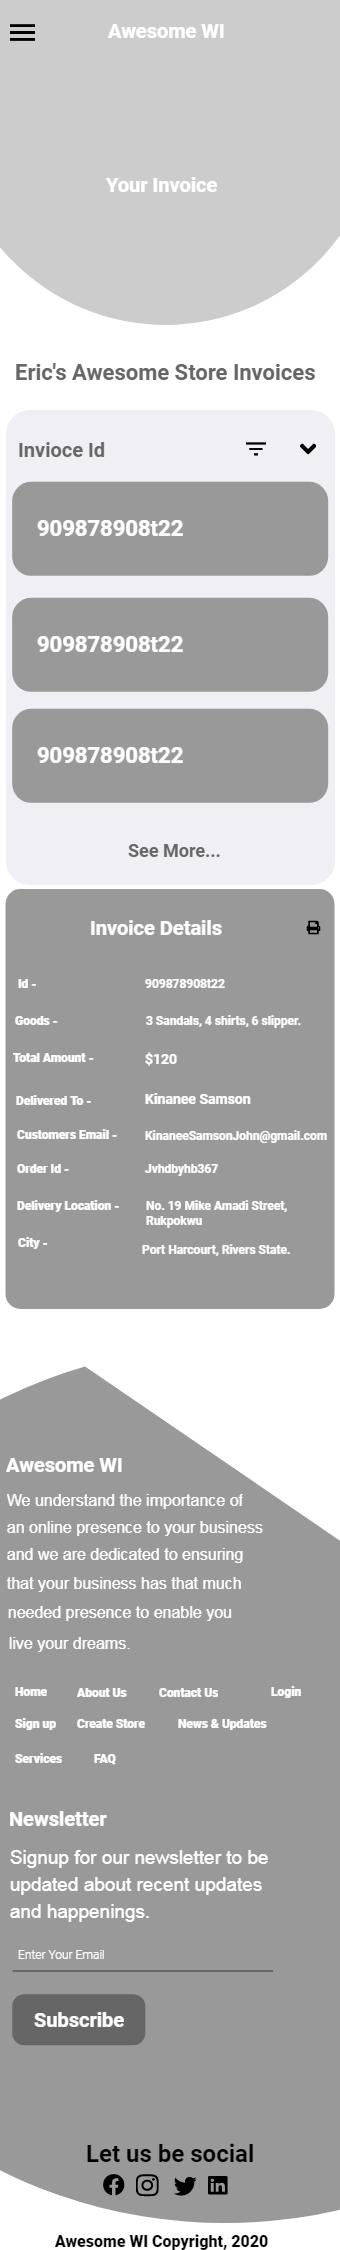 Awesome WI
Your Invoice
Eric's Awesome Store Invoices
Invioce Id
909878908t22
909878908t22
909878908t22
See More...
Invoice Details
Id - 909878908t22
Goods - 3 Sandals, 4 shirts, 6 slipper.
Total Amount - $120
Delivered To - Kinanee Samson
Customers Email - KinaneeSamsonJohn@gmail.com
Order Id - Jvhdbyhb367
Delivery Location - No. 19 Mike Amadi Street,
Rukpokwu
City - Port Harcourt, Rivers State.
Awesome WI
We understand the importance of
an online presence to your business
and we are dedicated to ensuring
that your business has that much
needed presence to enable you
live your dreams.
Home About Us Contact Us Login
Sign up Create Store News & Updates
Services FAQ
Newsletter
Signup for our newsletter to be
updated about recent updates
and happenings.
Enter Your Email
Subscribe
Let us be social
Awesome WI Copyright, 2020